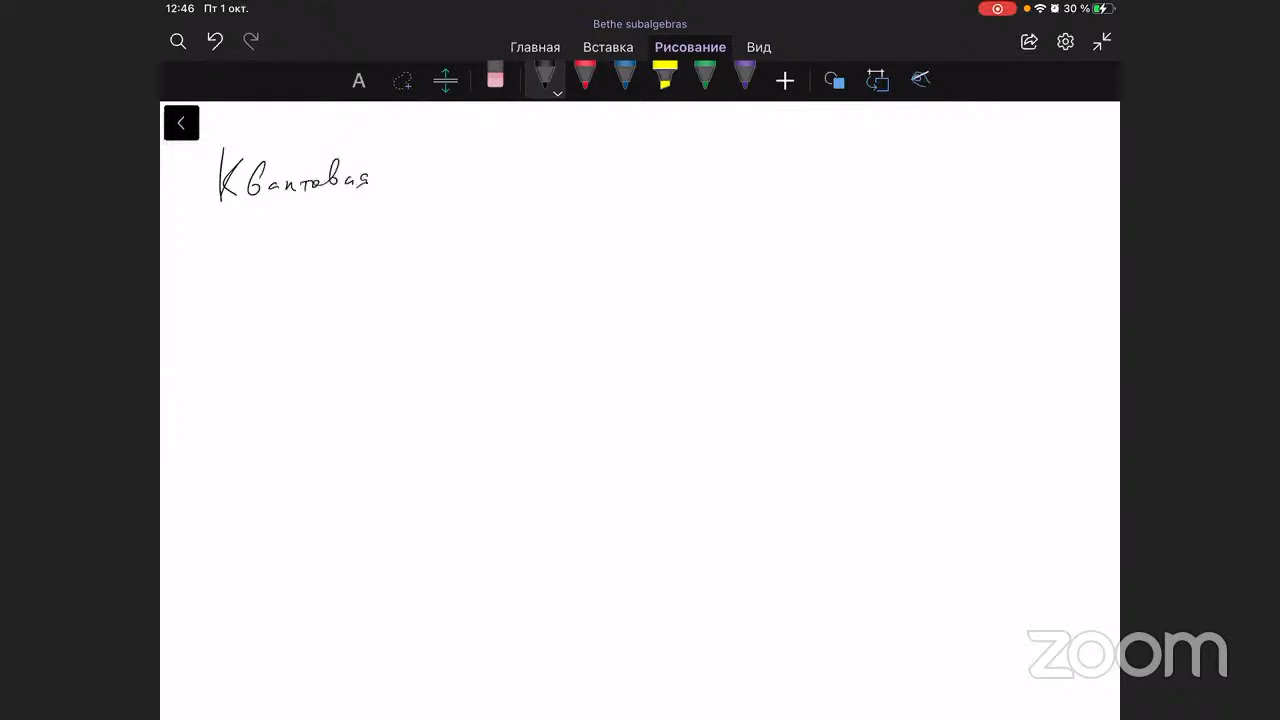 12:46 Пт 1 окт. 30 %
Bethe subalgebras
Главная Вставка Рисование Вид
A
Квантовая
zoom